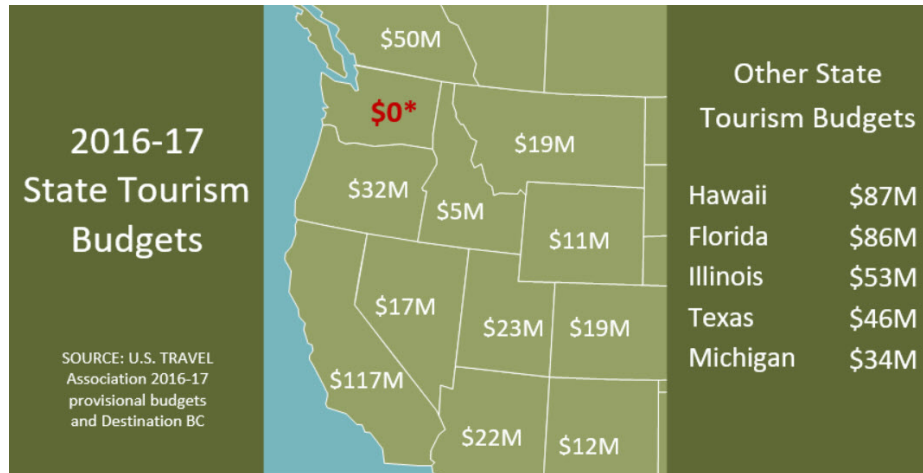 2016-17
State Tourism
Budgets
SOURCE: U.S. TRAVEL
Association 2016-17
provisional budgets
and Destination BC
$50M
$0*
$19M
$32M
$5M
$11M
$17M
$23M
$19M
$117M
$22M
$12M
Other State
Tourism Budgets
Hawaii $87M
Florida $86M
Illinois $53M
Texas $46M
Michigan $34M